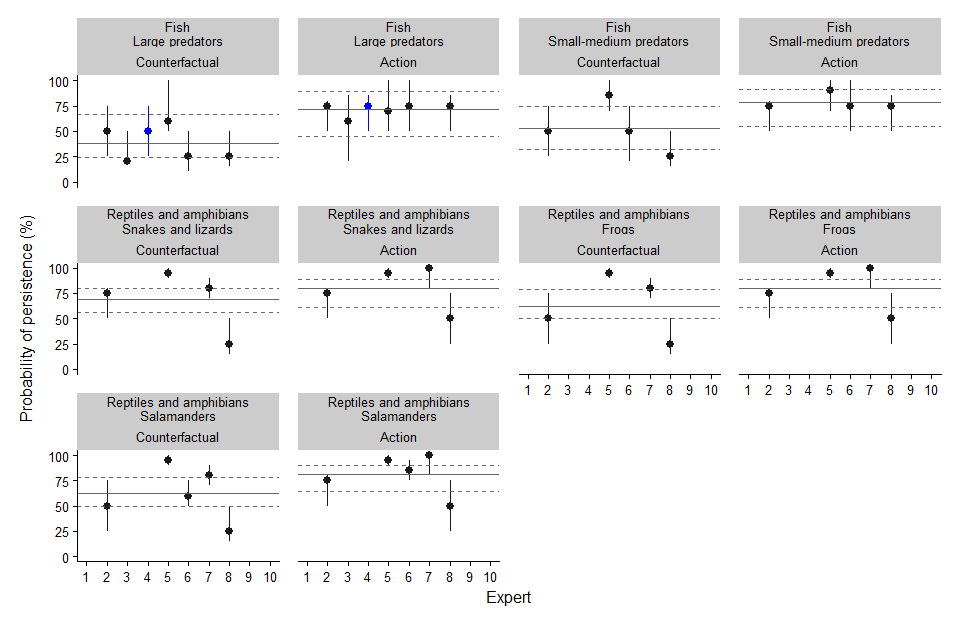 Fish
Large predators
Counterfactual
Fish
Large predators
Action
Fish
Small-medium predators
Counterfactual
Fish
Small-medium predators
Action
100
75
50
25
0
Reptiles and amphibians
Snakes and lizards
Counterfactual
Reptiles and amphibians
Snakes and lizards
Action
Reptiles and amphibians
Frogs
Counterfactual
Reptiles and amphibians
Frogs
Action
Probability of persistence (%)
100
75
50
25
0
1 2 3 4 5 6 7 8 9 10
1 2 3 4 5 6 7 8 9 10
Reptiles and amphibians
Salamanders
Counterfactual
Reptiles and amphibians
Salamanders
Action
100
75
50
25
0
1 2 3 4 5 6 7 8 9 10
1 2 3 4 5 6 7 8 9 10
Expert